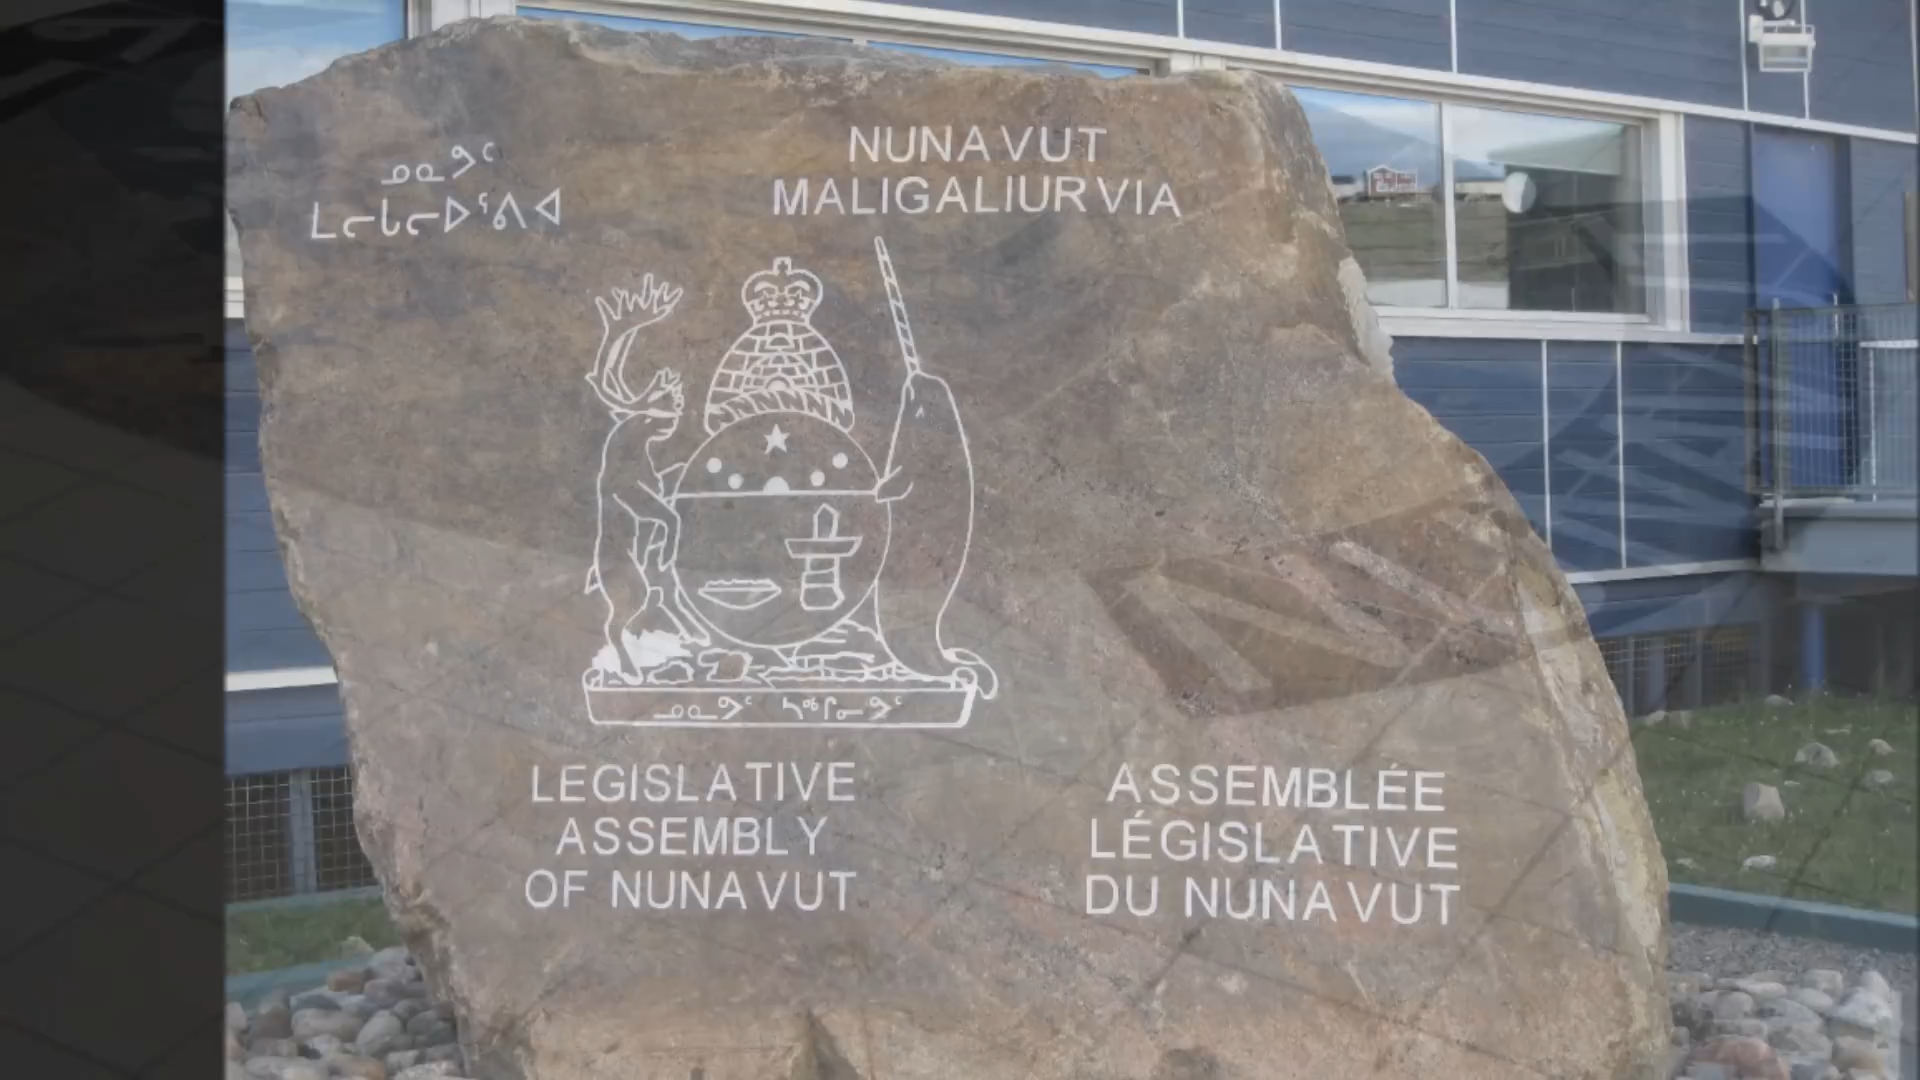 ᓄᓇᕗᑦ
ᒪᓕᒐᓕᐅᕐᕕᐊ
NUNAVUT
MALIGALIURVIA
ᓄᓇᕗᑦ ᓴᙱᓂᕗᑦ
LEGISLATIVE
ASSEMBLY
OF NUNAVUT
ASSEMBLÉE
LÉGISLATIVE
DU NUNAVUT